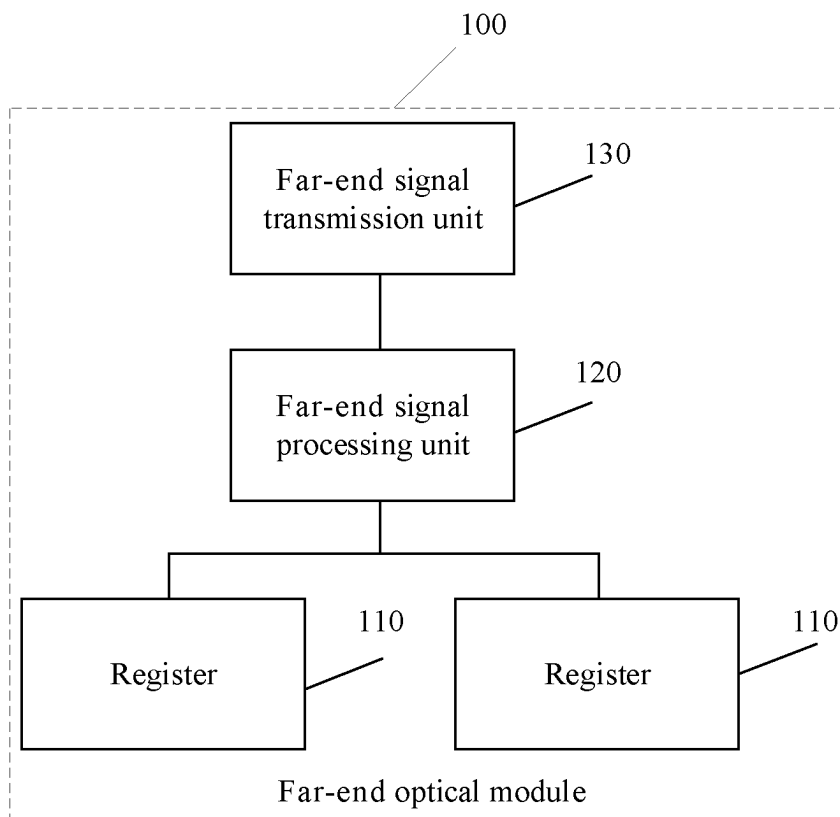 100
Far-end signal
transmission unit
130
Far-end signal
processing unit
120
Register
110
Register
110
Far-end optical module